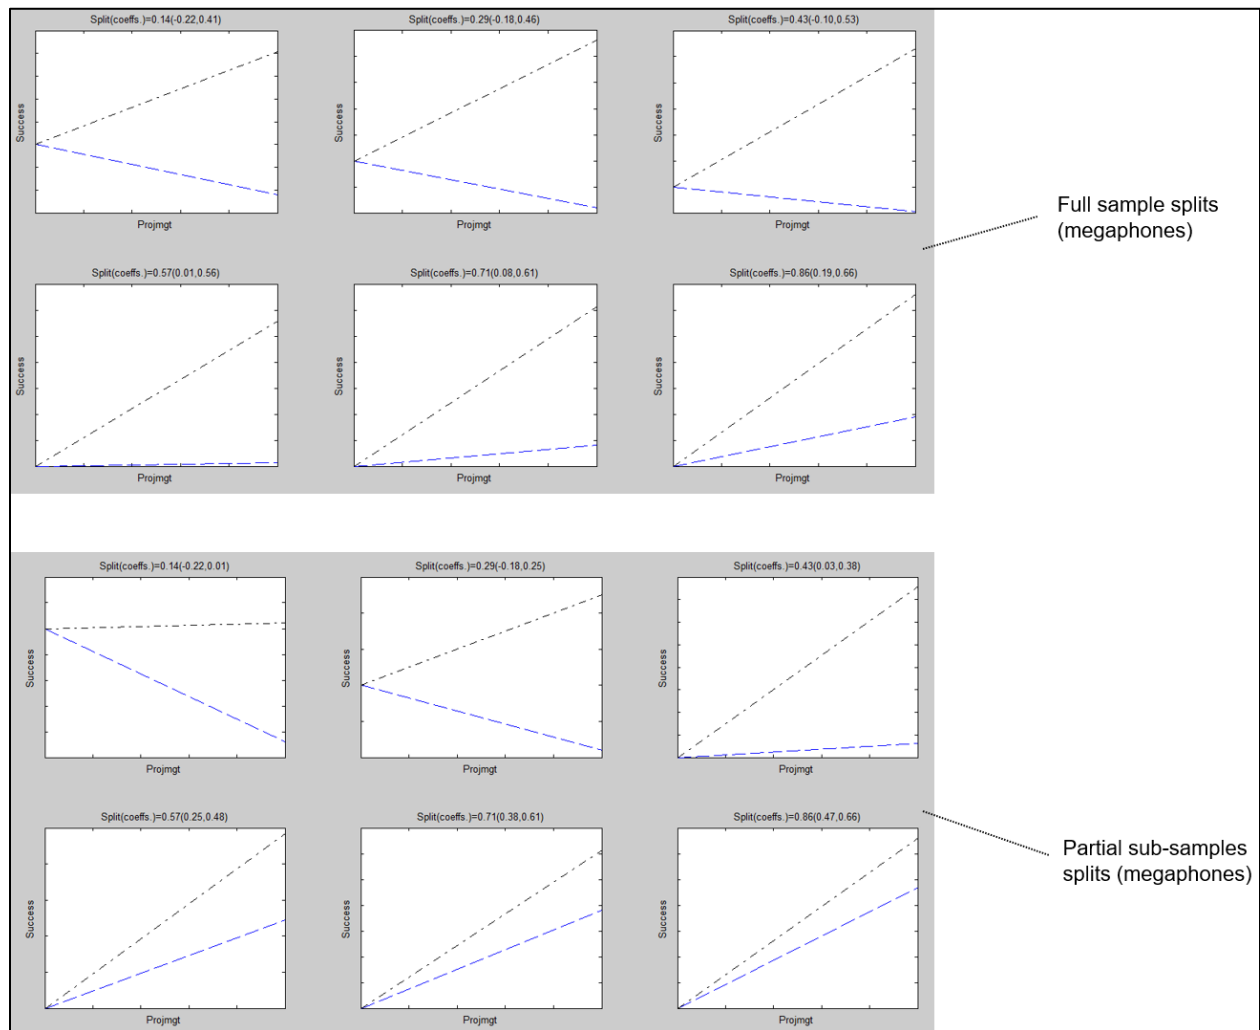 Split(coeffs.)=0.14(-0.22,0.41)
Success
Projmgt
Split(coeffs.)=0.29(-0.18,0.46)
Success
Projmgt
Split(coeffs.)=0.43(-0.10,0.53)
Success
Projmgt
Full sample splits
(megaphones)
Split(coeffs.)=0.57(0.01,0.56)
Success
Projmgt
Split(coeffs.)=0.71(0.08,0.61)
Success
Projmgt
Split(coeffs.)=0.86(0.19,0.66)
Success
Projmgt
Split(coeffs.)=0.14(-0.22,0.01)
Success
Projmgt
Split(coeffs.)=0.29(-0.18,0.25)
Success
Projmgt
Split(coeffs.)=0.43(0.03,0.38)
Success
Projmgt
Split(coeffs.)=0.57(0.25,0.48)
Success
Projmgt
Split(coeffs.)=0.71(0.38,0.61)
Success
Projmgt
Split(coeffs.)=0.86(0.47,0.66)
Success
Projmgt
Partial sub-samples
splits (megaphones)